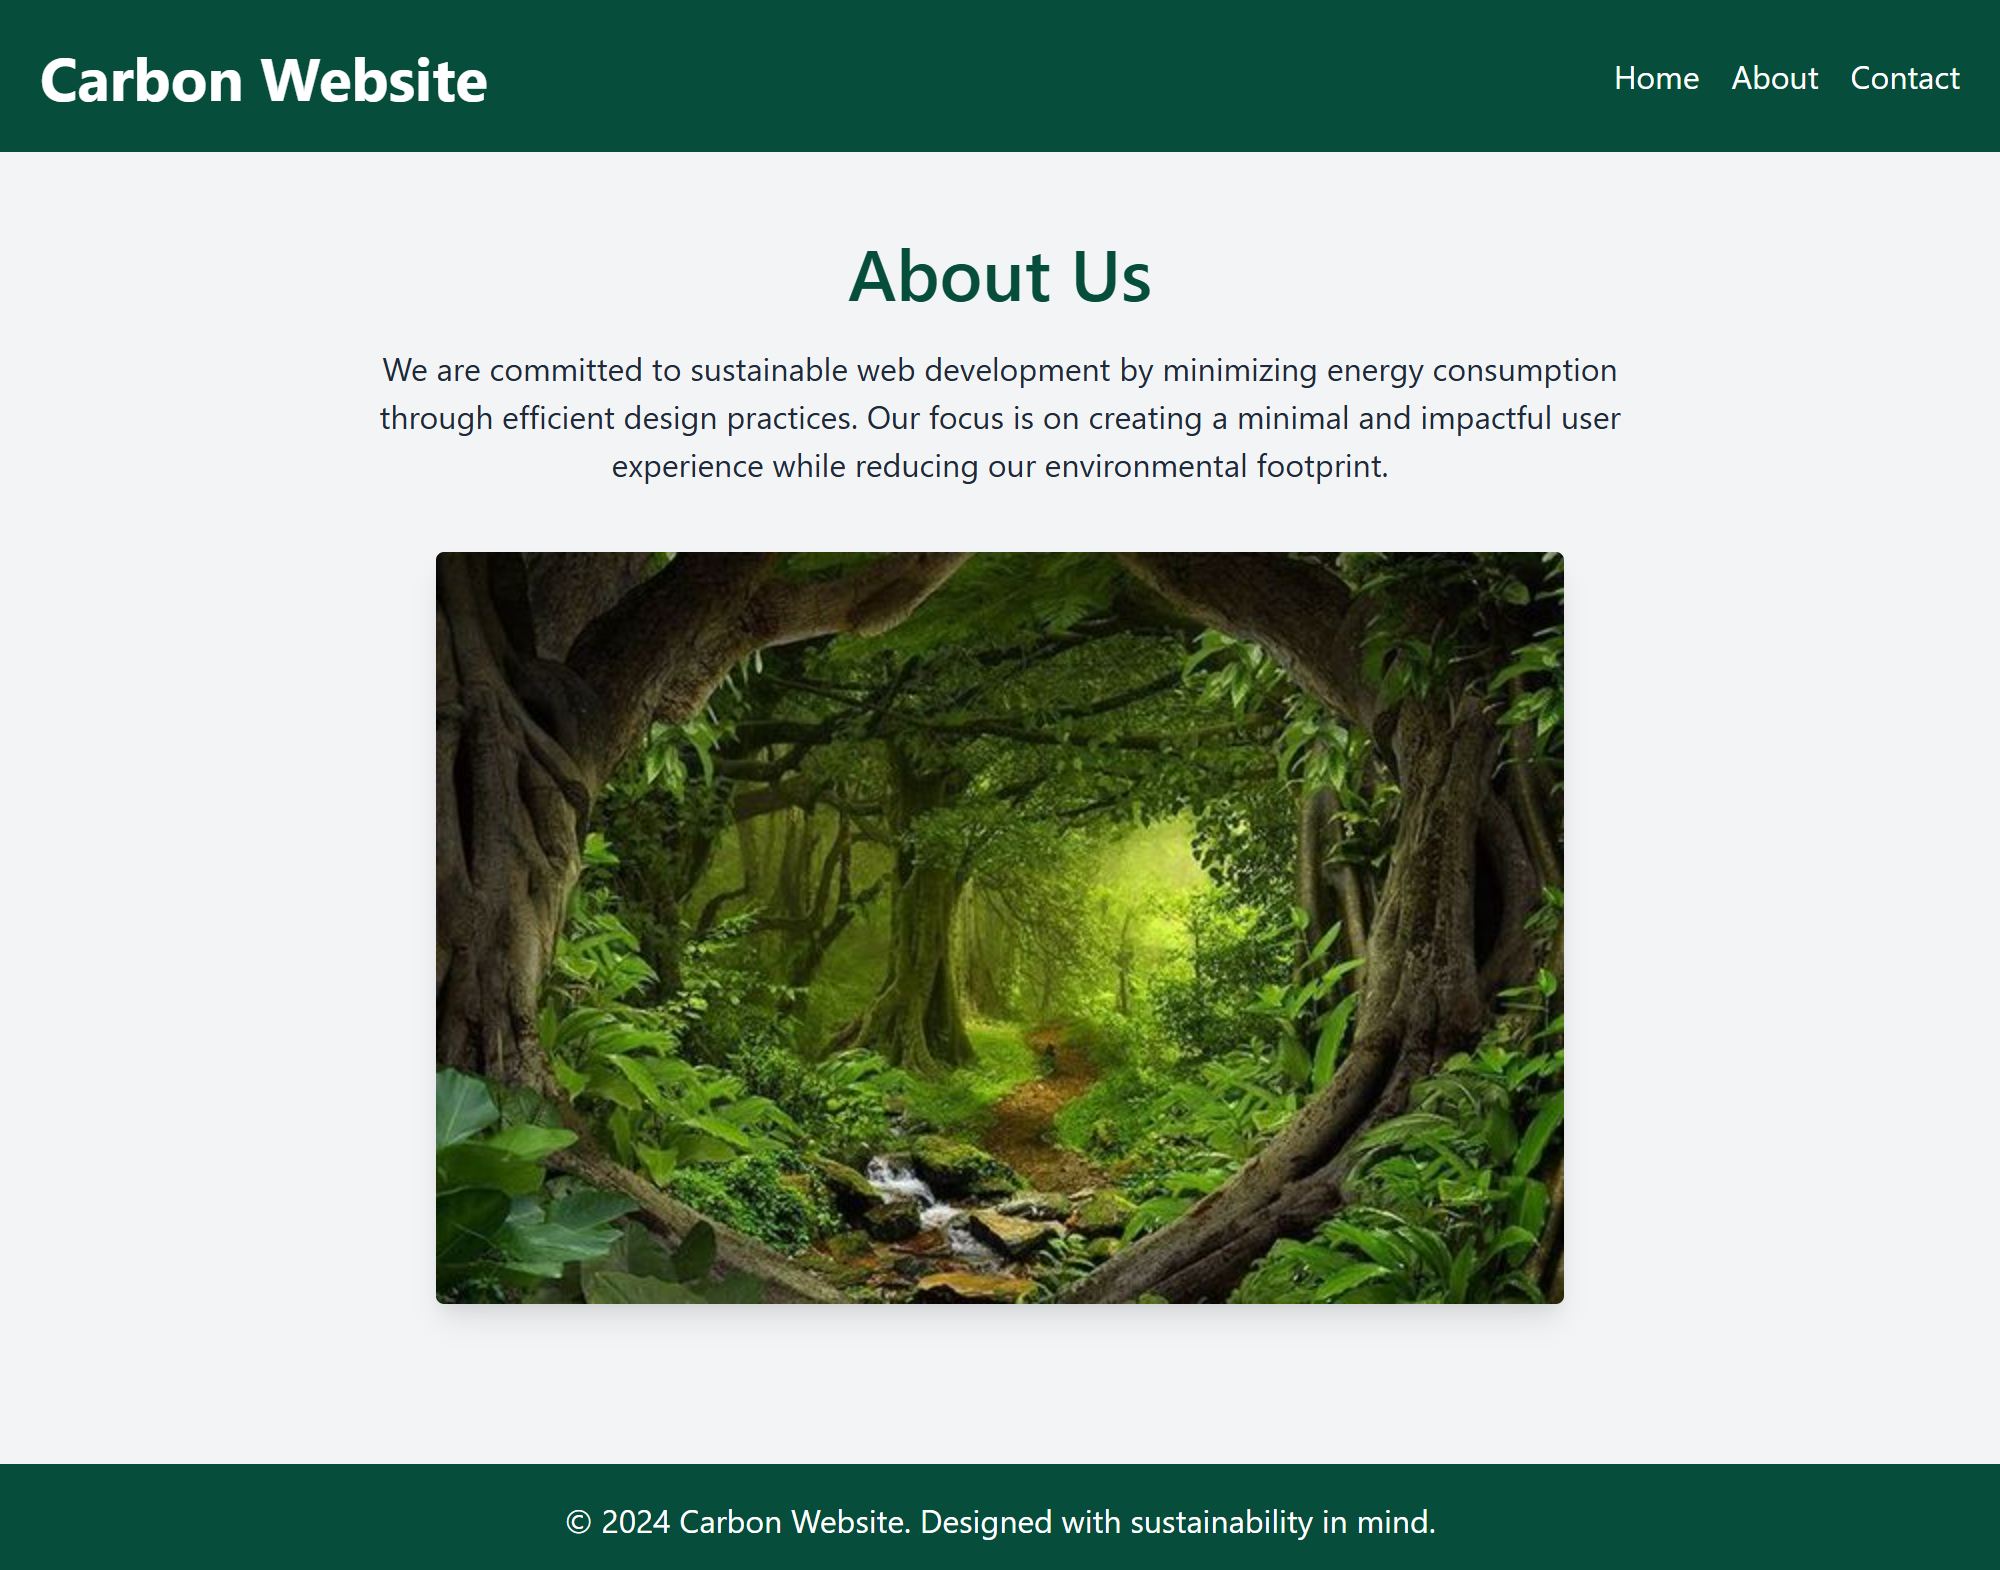 Carbon Website
Home About Contact
About Us
We are committed to sustainable web development by minimizing energy consumption
through efficient design practices. Our focus is on creating a minimal and impactful user
experience while reducing our environmental footprint.
© 2024 Carbon Website. Designed with sustainability in mind.